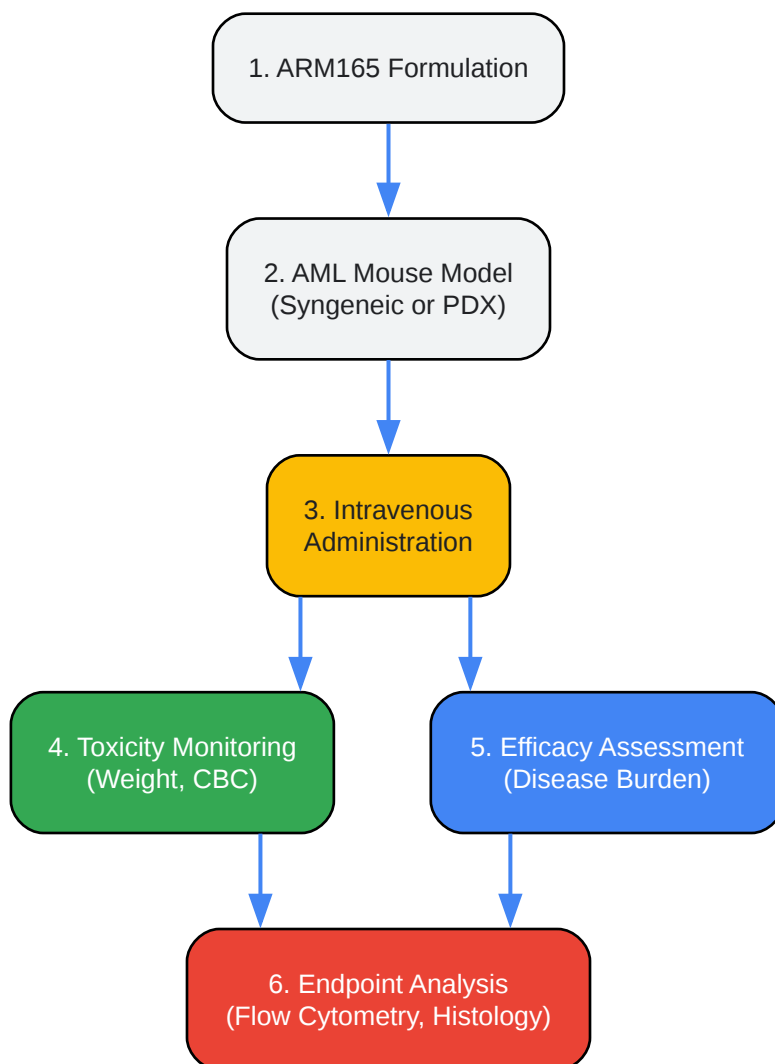 1. ARM165 Formulation
2. AML Mouse Model
(Syngeneic or PDX)
3. Intravenous
Administration
4. Toxicity Monitoring
(Weight, CBC)
5. Efficacy Assessment
(Disease Burden)
6. Endpoint Analysis
(Flow Cytometry, Histology)